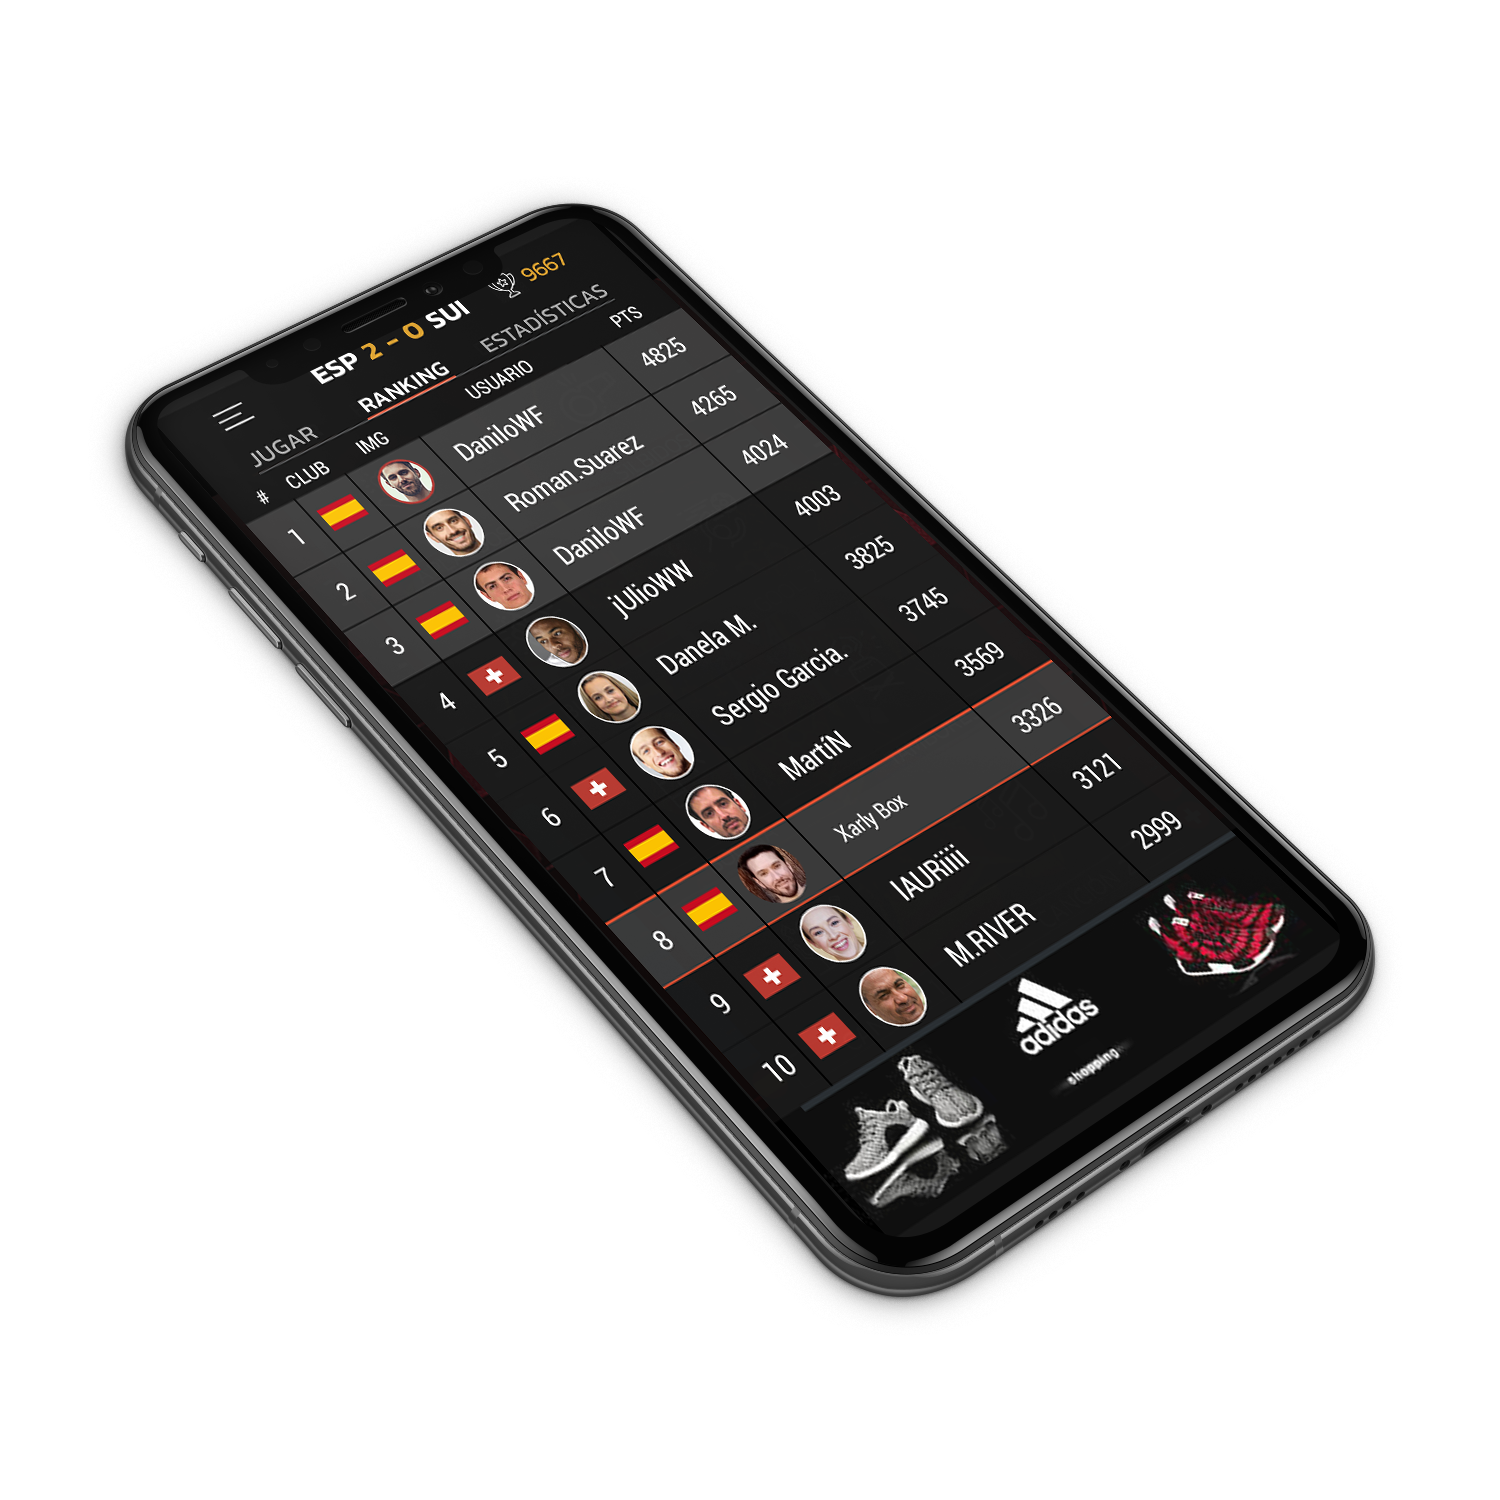 ESP 2 - 0 SUI
9667
JUGAR RANKING ESTADÍSTICAS
# CLUB IMG USUARIO PTS
1 DaniloWF 4825
2 Roman.Suarez 4265
3 DaniloWF 4024
4 jUlioWW 4003
5 Danela M. 3825
6 Sergio Garcia. 3745
7 MartíN 3569
8 Xarly Box 3326
9 lAURiiii 3121
10 M.RIVER 2999
adidas
shopping